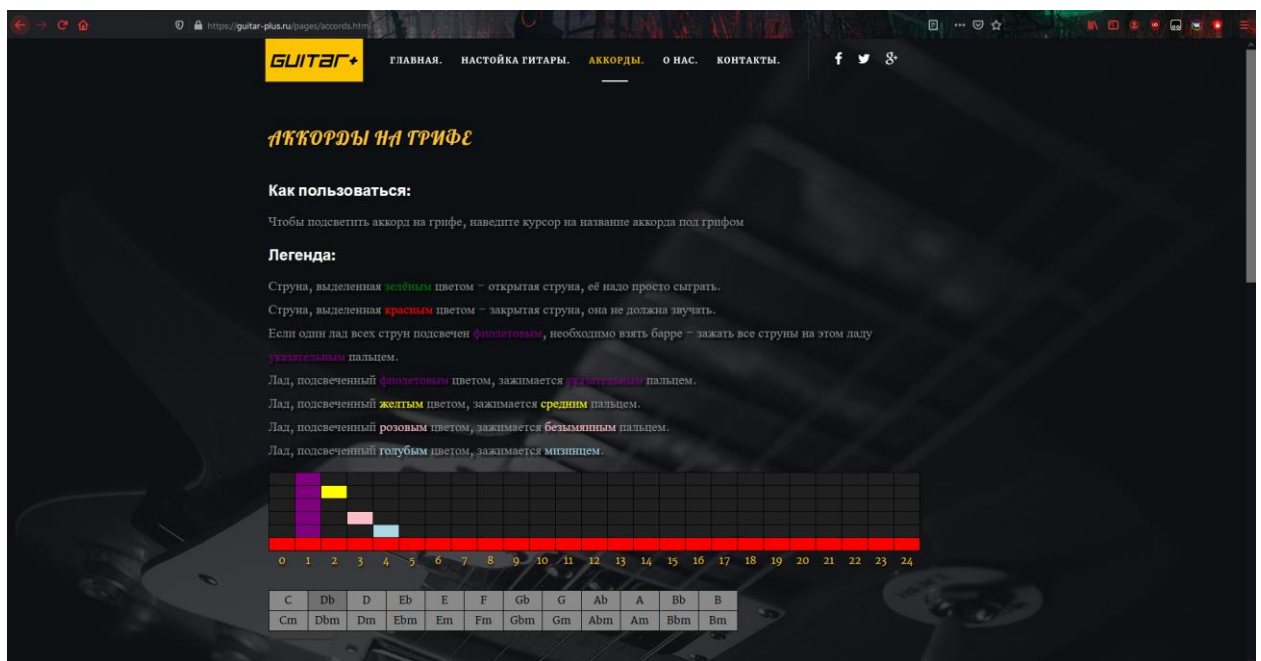 https://guitar-plus.ru/pages/accords.html
GUITAR+
ГЛАВНАЯ. НАСТОЙКА ГИТАРЫ. АККОРДЫ. О НАС. КОНТАКТЫ.
АККОРДЫ НА ГРИФЕ
Как пользоваться:
Чтобы подсветить аккорд на грифе, наведите курсор на название аккорда под грифом
Легенда:
Струна, выделенная зелёным цветом – открытая струна, её надо просто сыграть.
Струна, выделенная красным цветом – закрытая струна, она не должна звучать.
Если один лад всех струн подсвечен фиолетовым, необходимо взять барре – зажать все струны на этом ладу
указательным пальцем.
Лад, подсвеченный фиолетовым цветом, зажимается указательным пальцем.
Лад, подсвеченный желтым цветом, зажимается средним пальцем.
Лад, подсвеченный розовым цветом, зажимается безымянным пальцем.
Лад, подсвеченный голубым цветом, зажимается мизинцем.
0 1 2 3 4 5 6 7 8 9 10 11 12 13 14 15 16 17 18 19 20 21 22 23 24
C Db D Eb E F Gb G Ab A Bb B
Cm Dbm Dm Ebm Em Fm Gbm Gm Abm Am Bbm Bm